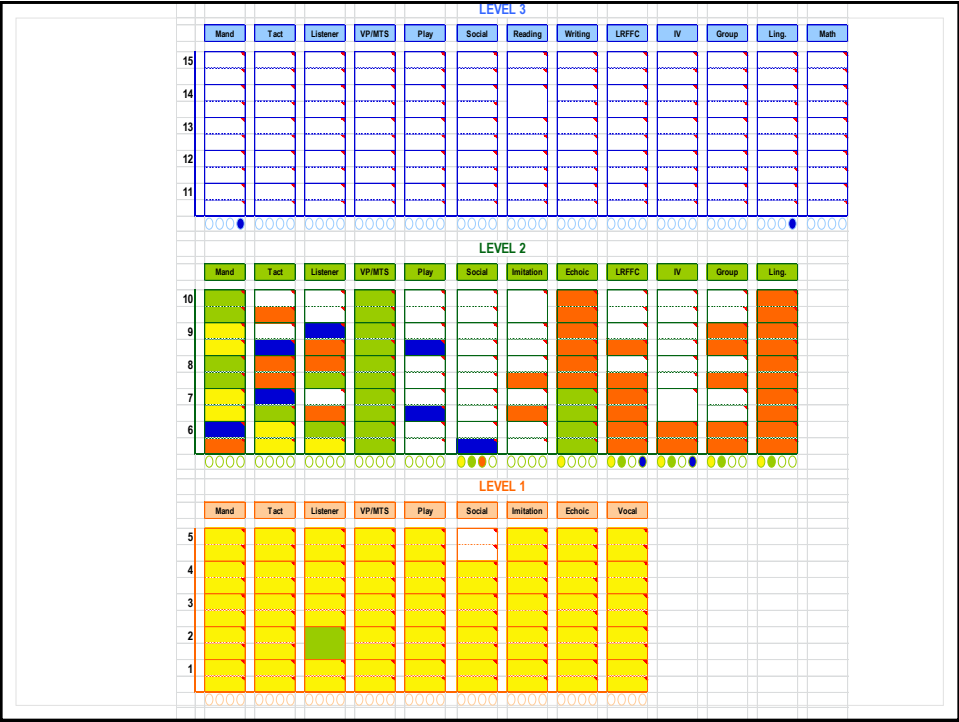 LEVEL 3
Mand Tact Listener VP/MTS Play Social Reading Writing LRFFC IV Group Ling. Math
15
14
13
12
11
LEVEL 2
Mand Tact Listener VP/MTS Play Social Imitation Echoic LRFFC IV Group Ling.
10
9
8
7
6
LEVEL 1
Mand Tact Listener VP/MTS Play Social Imitation Echoic Vocal
5
4
3
2
1